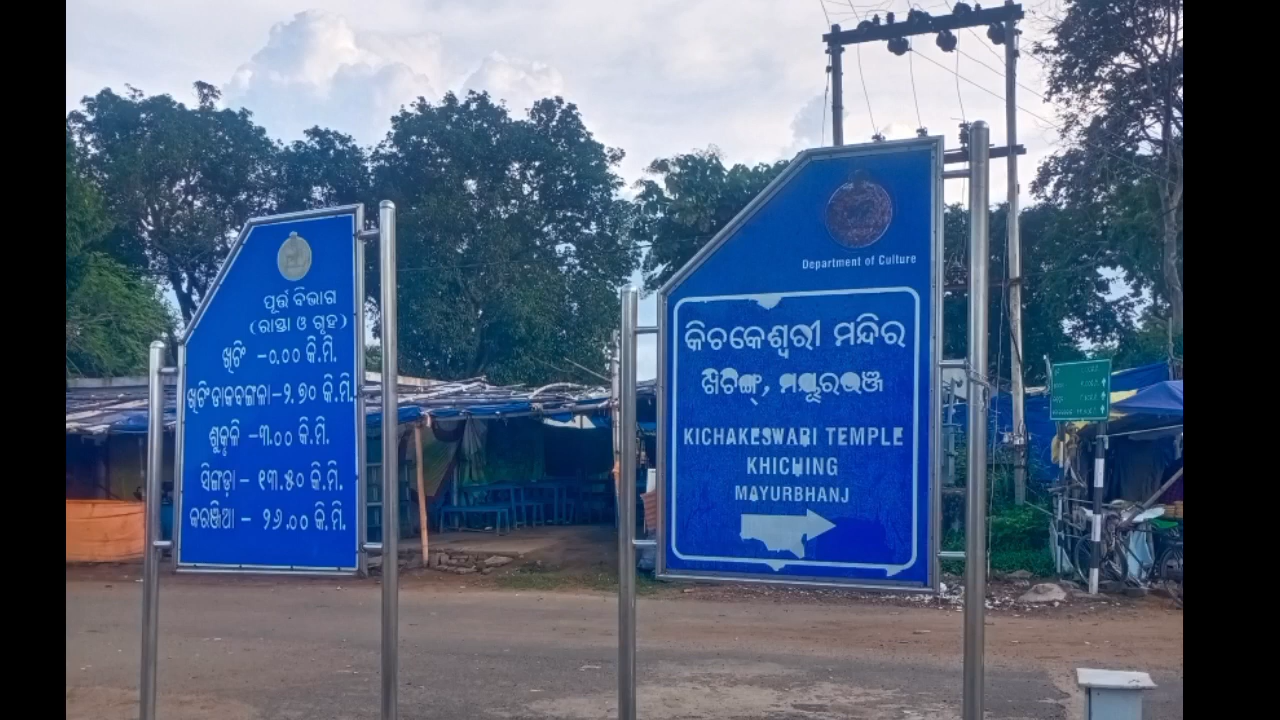 ପୂର୍ତ୍ତ ବିଭାଗ
(ରାସ୍ତା ଓ ଗୃହ)
ଖିଚିଂ -୦.୦୦ କି.ମି.
ଖିଚିଂଡାକବଙ୍ଗଳା-୨.୭୦ କି.ମି.
ଶୁକୃଳି -୩.୦୦ କି.ମି.
ସିଙ୍ଗଡ଼ା - ୧୩.୫୦ କି.ମି.
କରଞ୍ଜିଆ - ୨୬.୦୦ କି.ମି.
Department of Culture
କିଚକେଶ୍ୱରୀ ମନ୍ଦିର
ଖିଚିଙ୍ଗ୍, ମୟୂରଭଞ୍ଜ
KICHAKESWARI TEMPLE
KHICHING
MAYURBHANJ